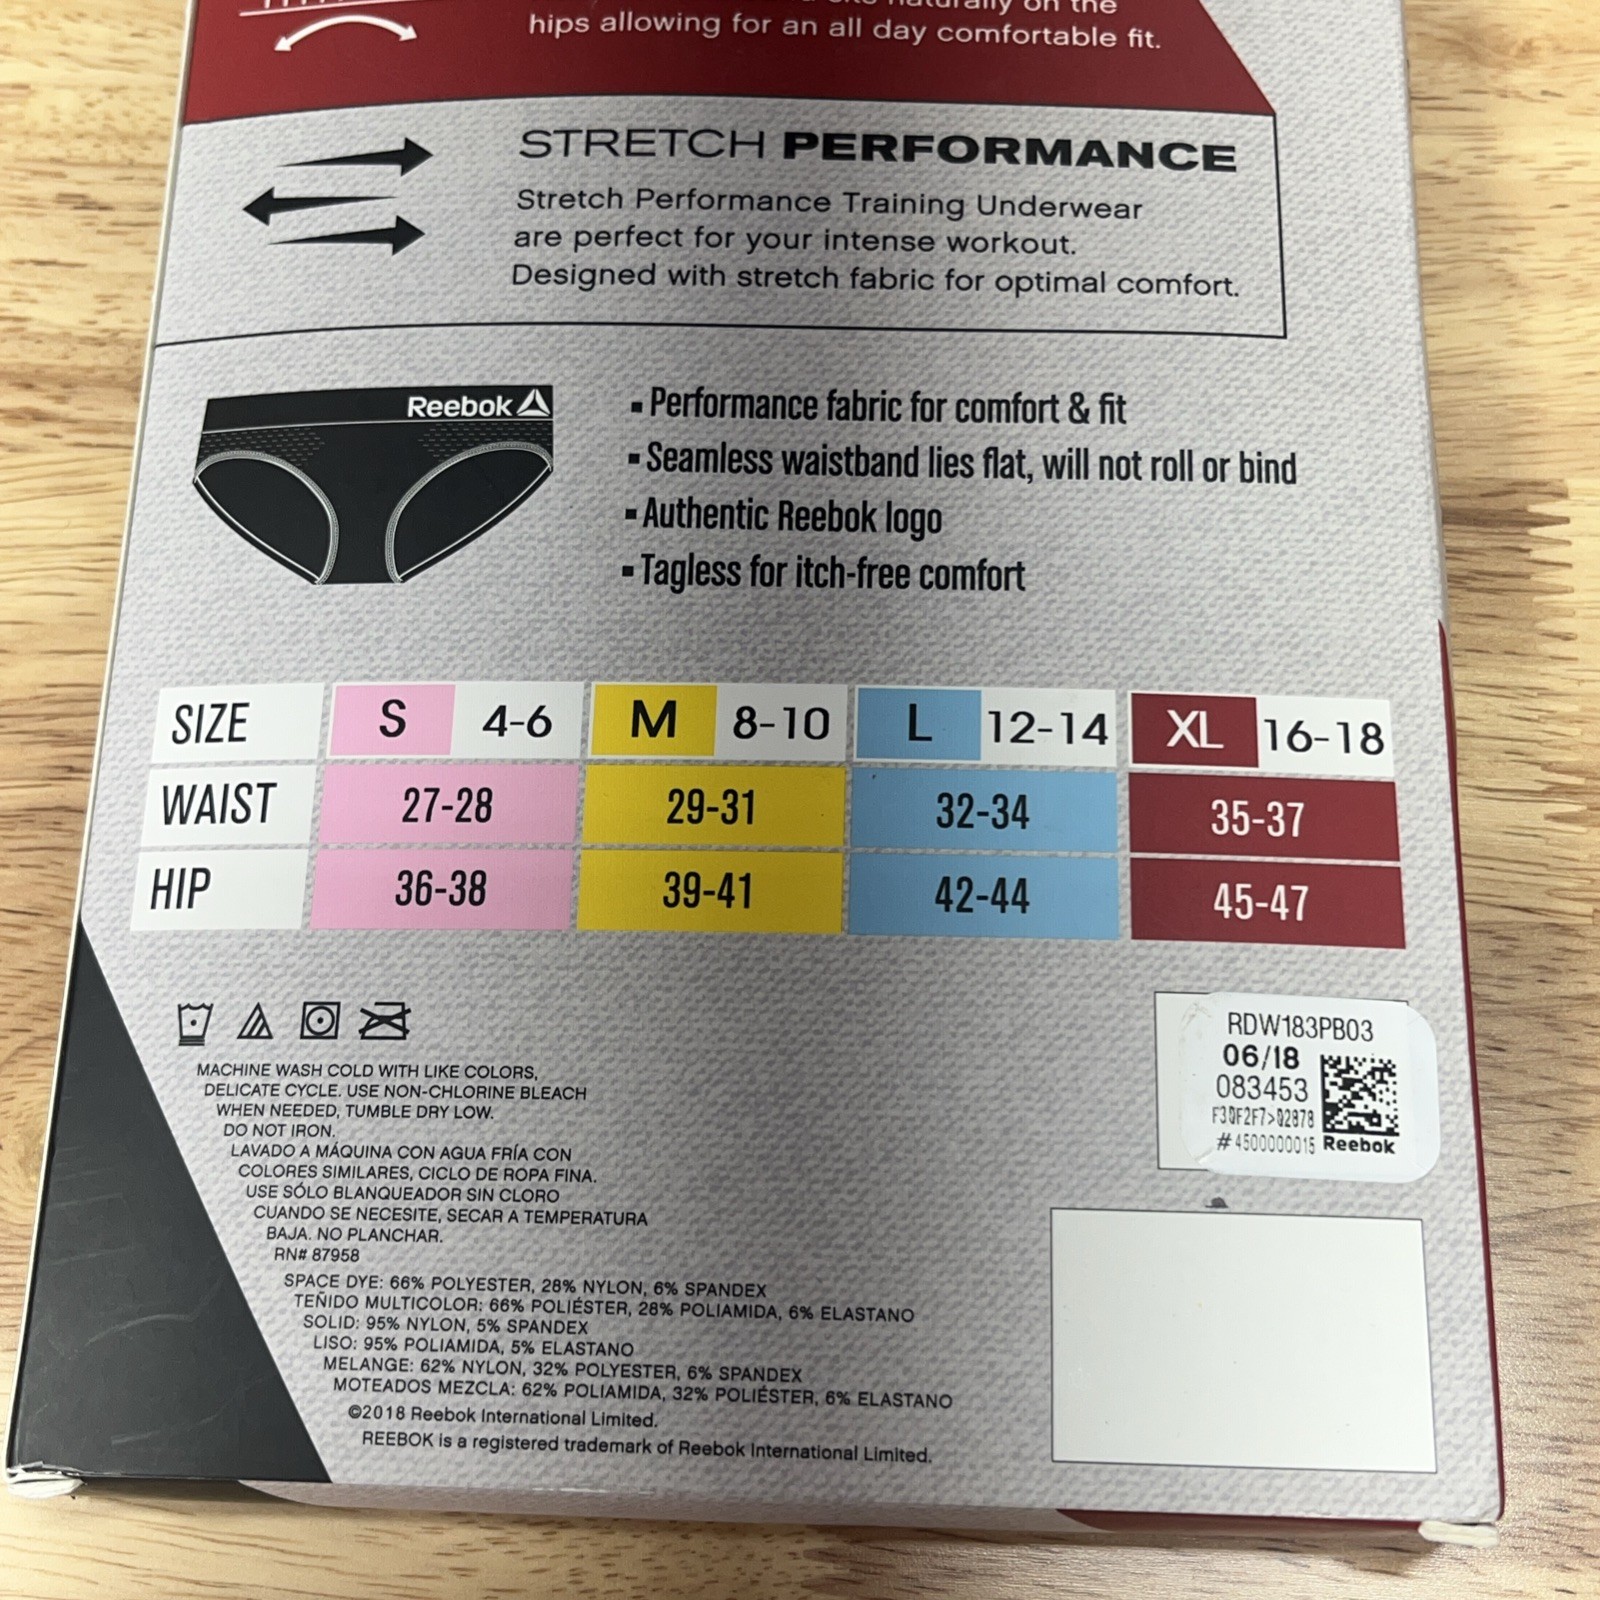 naturally on the
hips allowing for an all day comfortable fit.
STRETCH PERFORMANCE
Stretch Performance Training Underwear
are perfect for your intense workout.
Designed with stretch fabric for optimal comfort.
Reebok
▪ Performance fabric for comfort & fit
▪ Seamless waistband lies flat, will not roll or bind
▪ Authentic Reebok logo
▪ Tagless for itch-free comfort
SIZE S 4-6 M 8-10 L 12-14 XL 16-18
WAIST 27-28 29-31 32-34 35-37
HIP 36-38 39-41 42-44 45-47
MACHINE WASH COLD WITH LIKE COLORS,
DELICATE CYCLE. USE NON-CHLORINE BLEACH
WHEN NEEDED, TUMBLE DRY LOW.
DO NOT IRON.
LAVADO A MÁQUINA CON AGUA FRÍA CON
COLORES SIMILARES, CICLO DE ROPA FINA.
USE SÓLO BLANQUEADOR SIN CLORO
CUANDO SE NECESITE, SECAR A TEMPERATURA
BAJA. NO PLANCHAR.
RN# 87958
SPACE DYE: 66% POLYESTER, 28% NYLON, 6% SPANDEX
TEÑIDO MULTICOLOR: 66% POLIÉSTER, 28% POLIAMIDA, 6% ELASTANO
SOLID: 95% NYLON, 5% SPANDEX
LISO: 95% POLIAMIDA, 5% ELASTANO
MELANGE: 62% NYLON, 32% POLYESTER, 6% SPANDEX
MOTEADOS MEZCLA: 62% POLIAMIDA, 32% POLIÉSTER, 6% ELASTANO
©2018 Reebok International Limited.
REEBOK is a registered trademark of Reebok International Limited.
RDW183PB03
06/18
083453
F3QF2F7>Q2878
#4500000015 Reebok